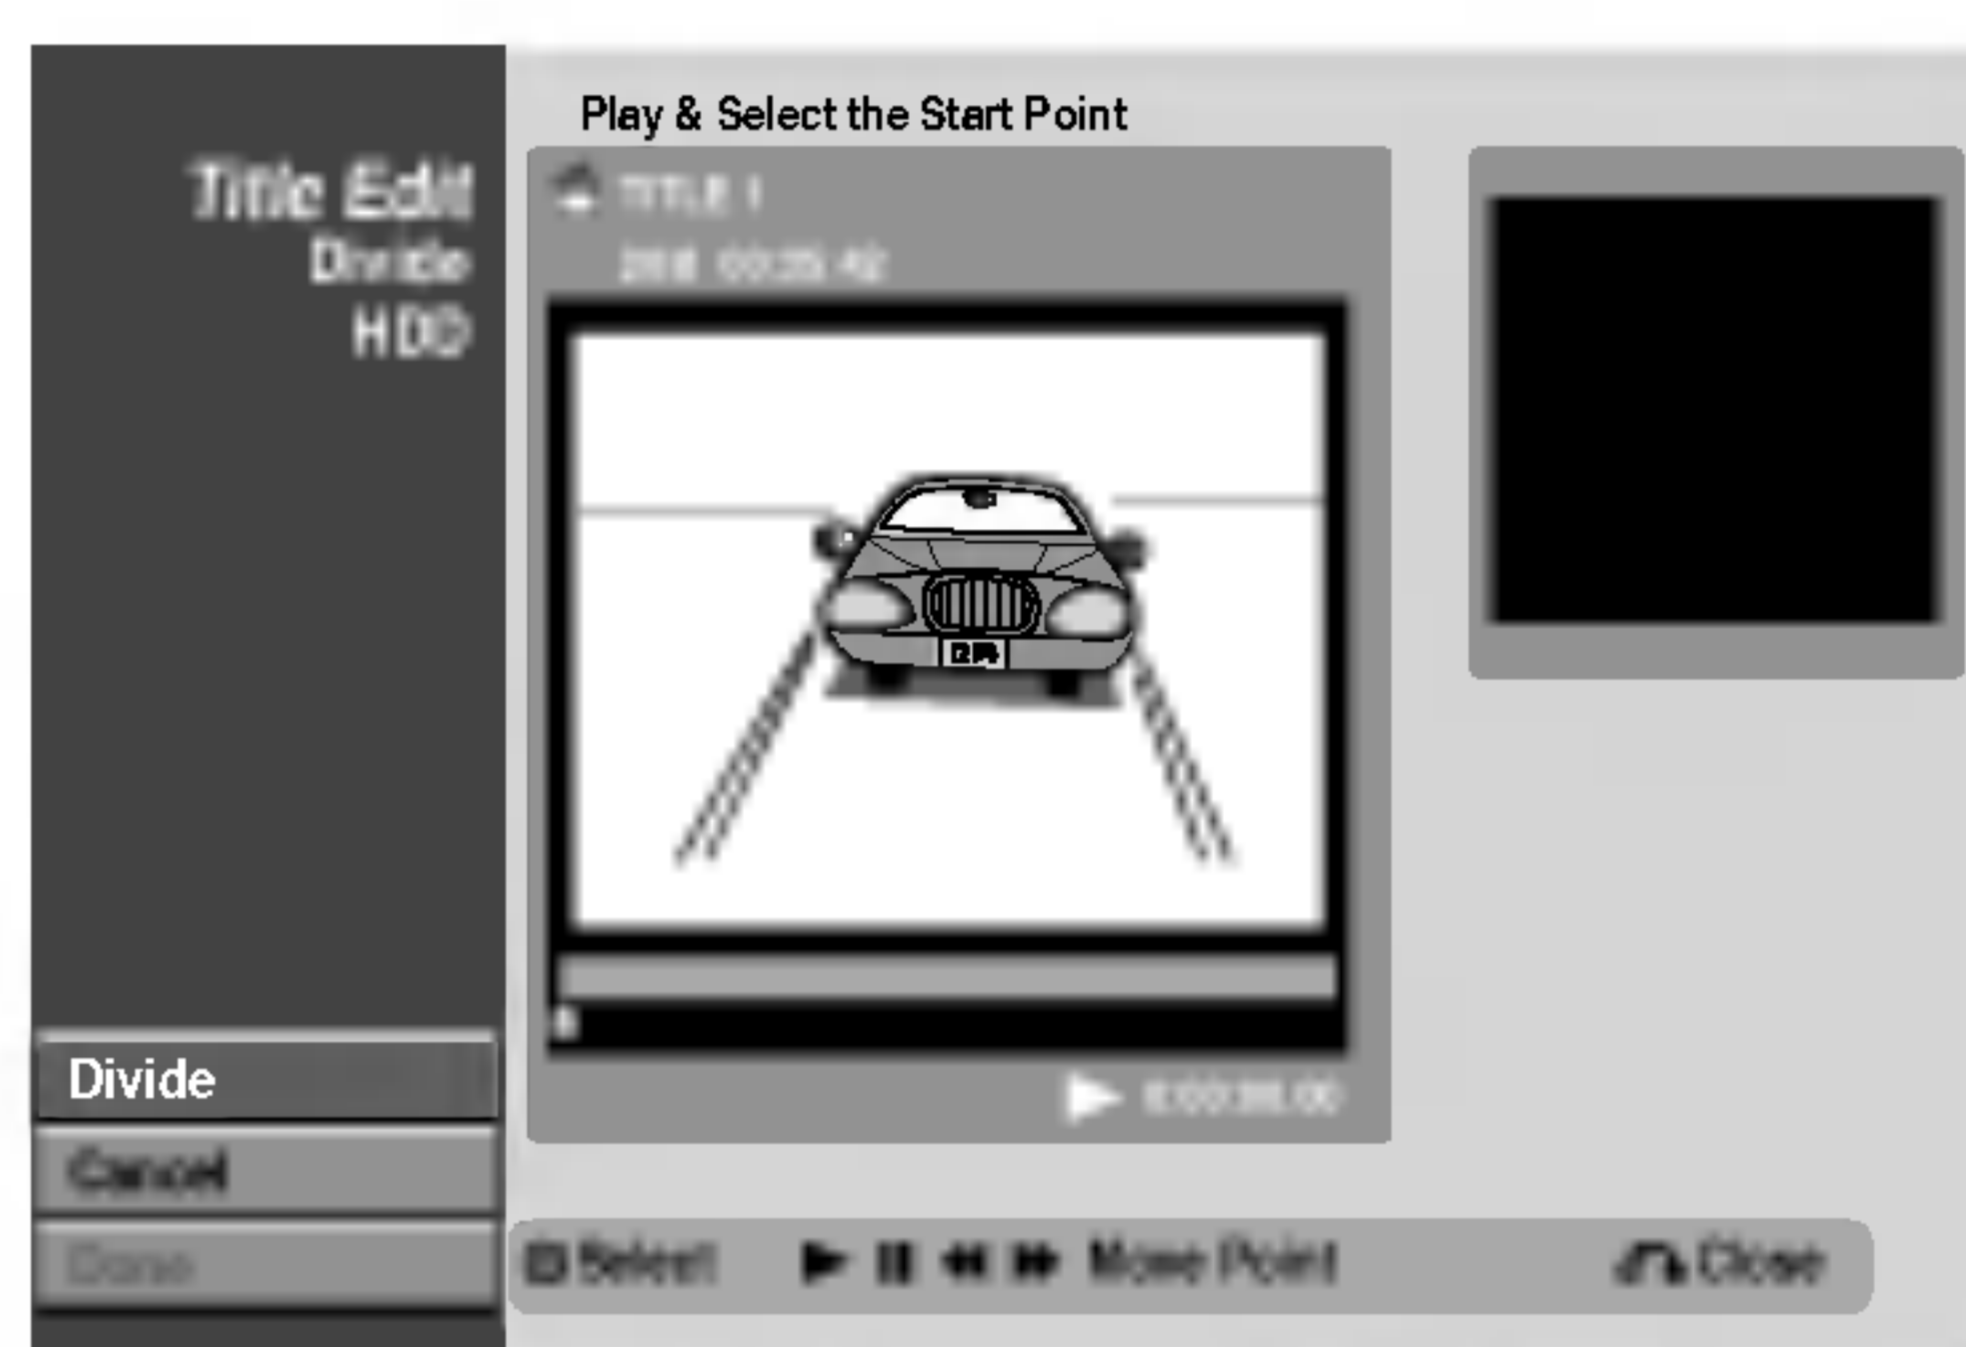 Play & Select the Start Point
Title Edit
Divide
HDD
TITLE 1
Divide
Cancel
Done
Select
Move Point
Close